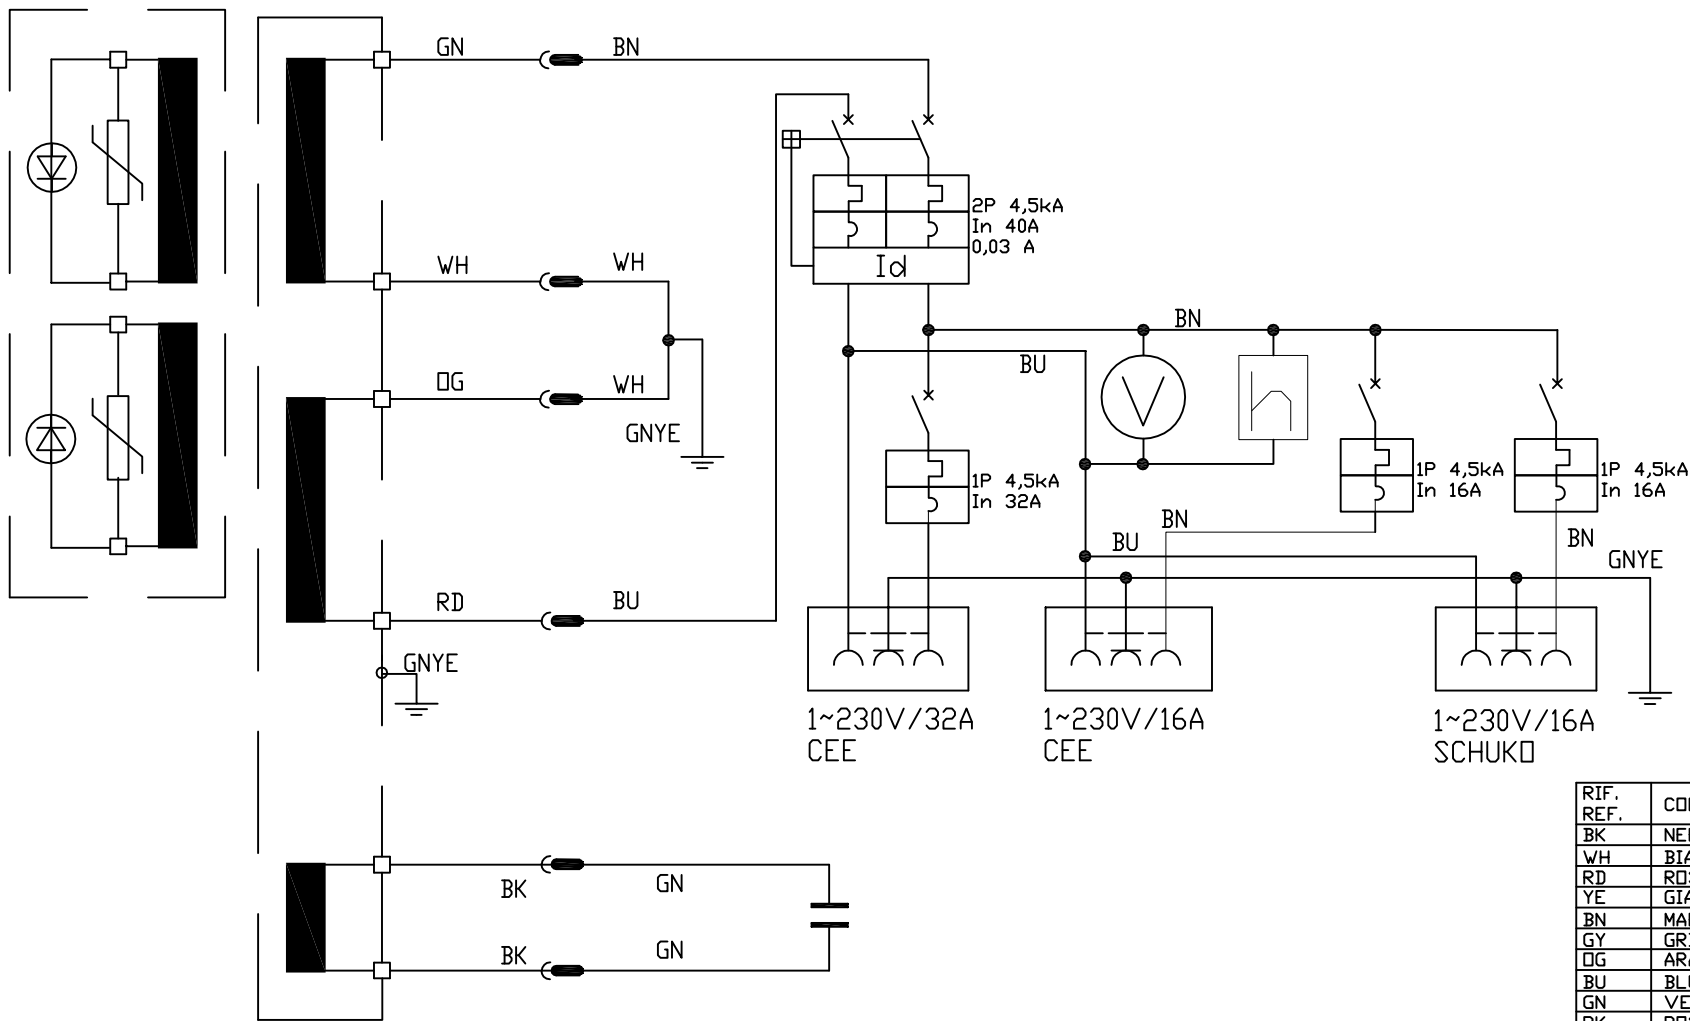 GN
BN
2P 4,5kA
In 40A
0,03 A
Id
WH
WH
BN
BU
OG
WH
GNYE
V
h
1P 4,5kA
In 32A
1P 4,5kA
In 16A
1P 4,5kA
In 16A
BN
BU
BN
GNYE
RD
BU
GNYE
1~230V/32A
CEE
1~230V/16A
CEE
1~230V/16A
SCHUKO
BK
GN
BK
GN
RIF.
REF.
BK
WH
RD
YE
BN
GY
OG
BU
GN